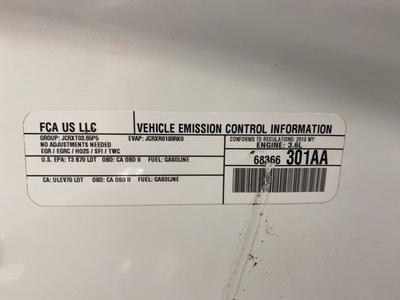 FCA US LLC
VEHICLE EMISSION CONTROL INFORMATION
GROUP: JCRXT03.65P5 EVAP: JCRXR0180RK0
NO ADJUSTMENTS NEEDED
EGR / EGRC / HO2S / SFI / TWC
CONFORMS TO REGULATIONS: 2018 MY
ENGINE: 3.6L
U.S. EPA: T3 B70 LDT OBD: CA OBD II FUEL: GASOLINE
68366 301AA
CA: ULEV70 LDT OBD: CA OBD II FUEL: GASOLINE